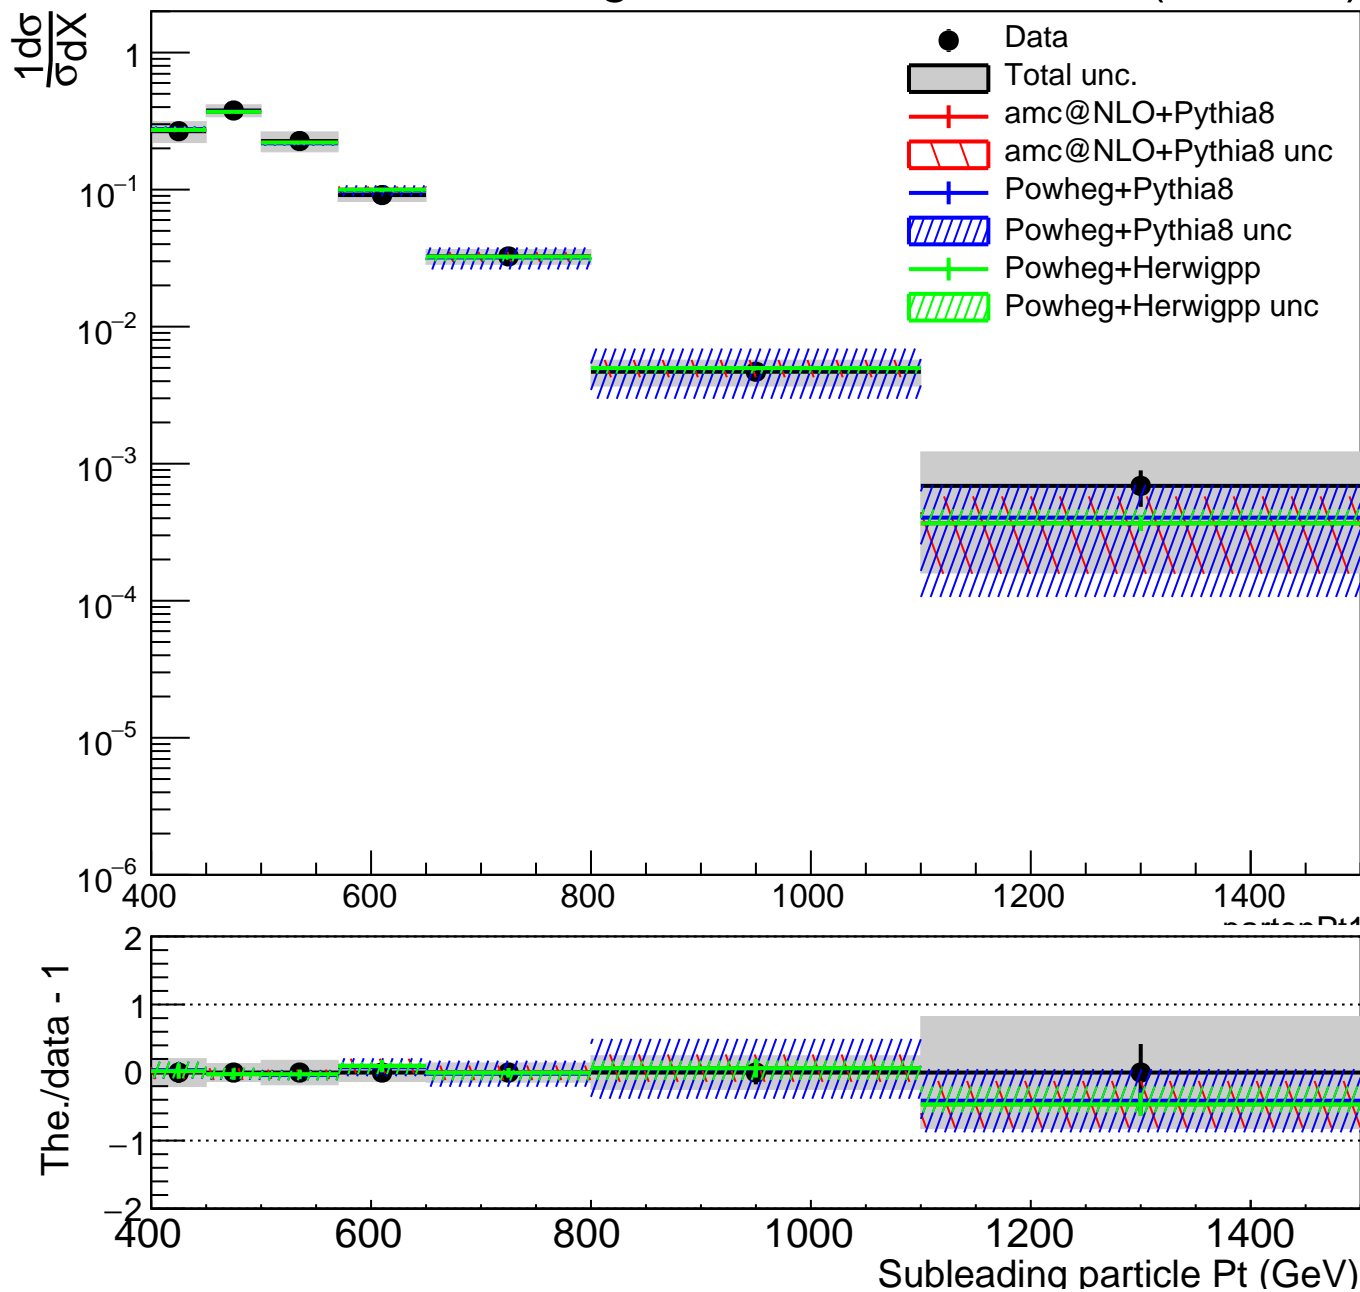 1dσ
σdX
Data
Total unc.
amc@NLO+Pythia8
amc@NLO+Pythia8 unc
Powheg+Pythia8
Powheg+Pythia8 unc
Powheg+Herwigpp
Powheg+Herwigpp unc
1
10−1
10−2
10−3
10−4
10−5
10−6
400 600 800 1000 1200 1400
The./data - 1
2
1
0
−1
−2
400 600 800 1000 1200 1400
Subleading particle Pt (GeV)